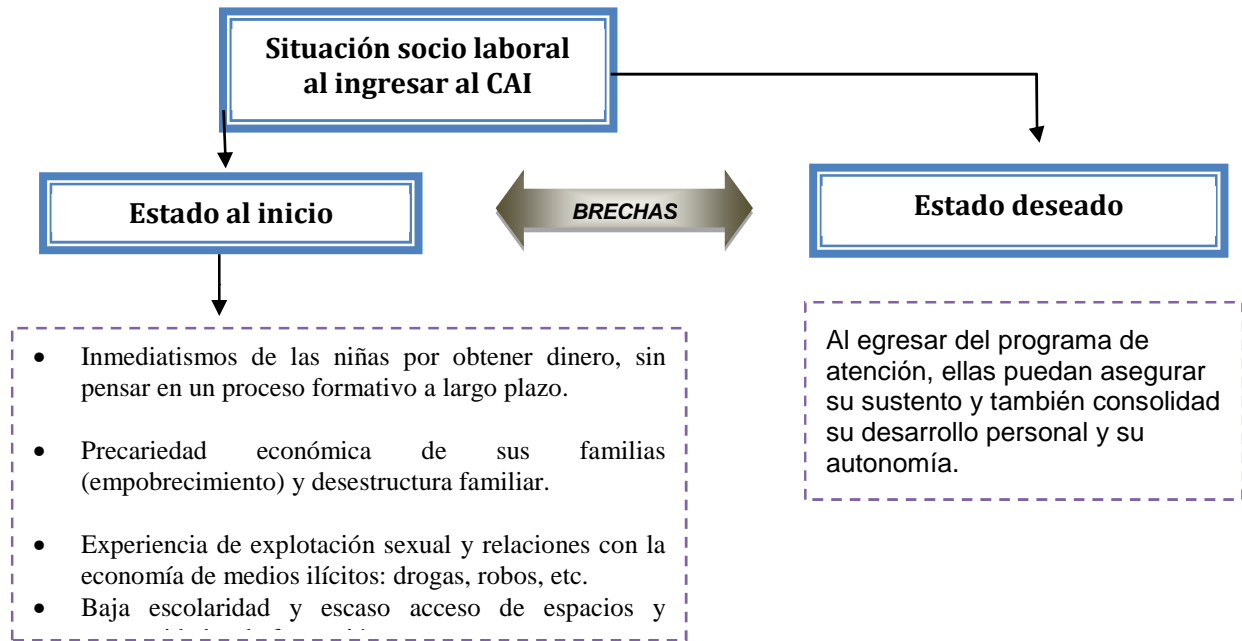 Situación socio laboral
al ingresar al CAI
Estado al inicio
BRECHAS
Estado deseado
• Inmediatismos de las niñas por obtener dinero, sin
pensar en un proceso formativo a largo plazo.
• Precariedad económica de sus familias
(empobrecimiento) y desestructura familiar.
• Experiencia de explotación sexual y relaciones con la
economía de medios ilícitos: drogas, robos, etc.
• Baja escolaridad y escaso acceso de espacios y
Al egresar del programa de
atención, ellas puedan asegurar
su sustento y también consolidad
su desarrollo personal y su
autonomía.